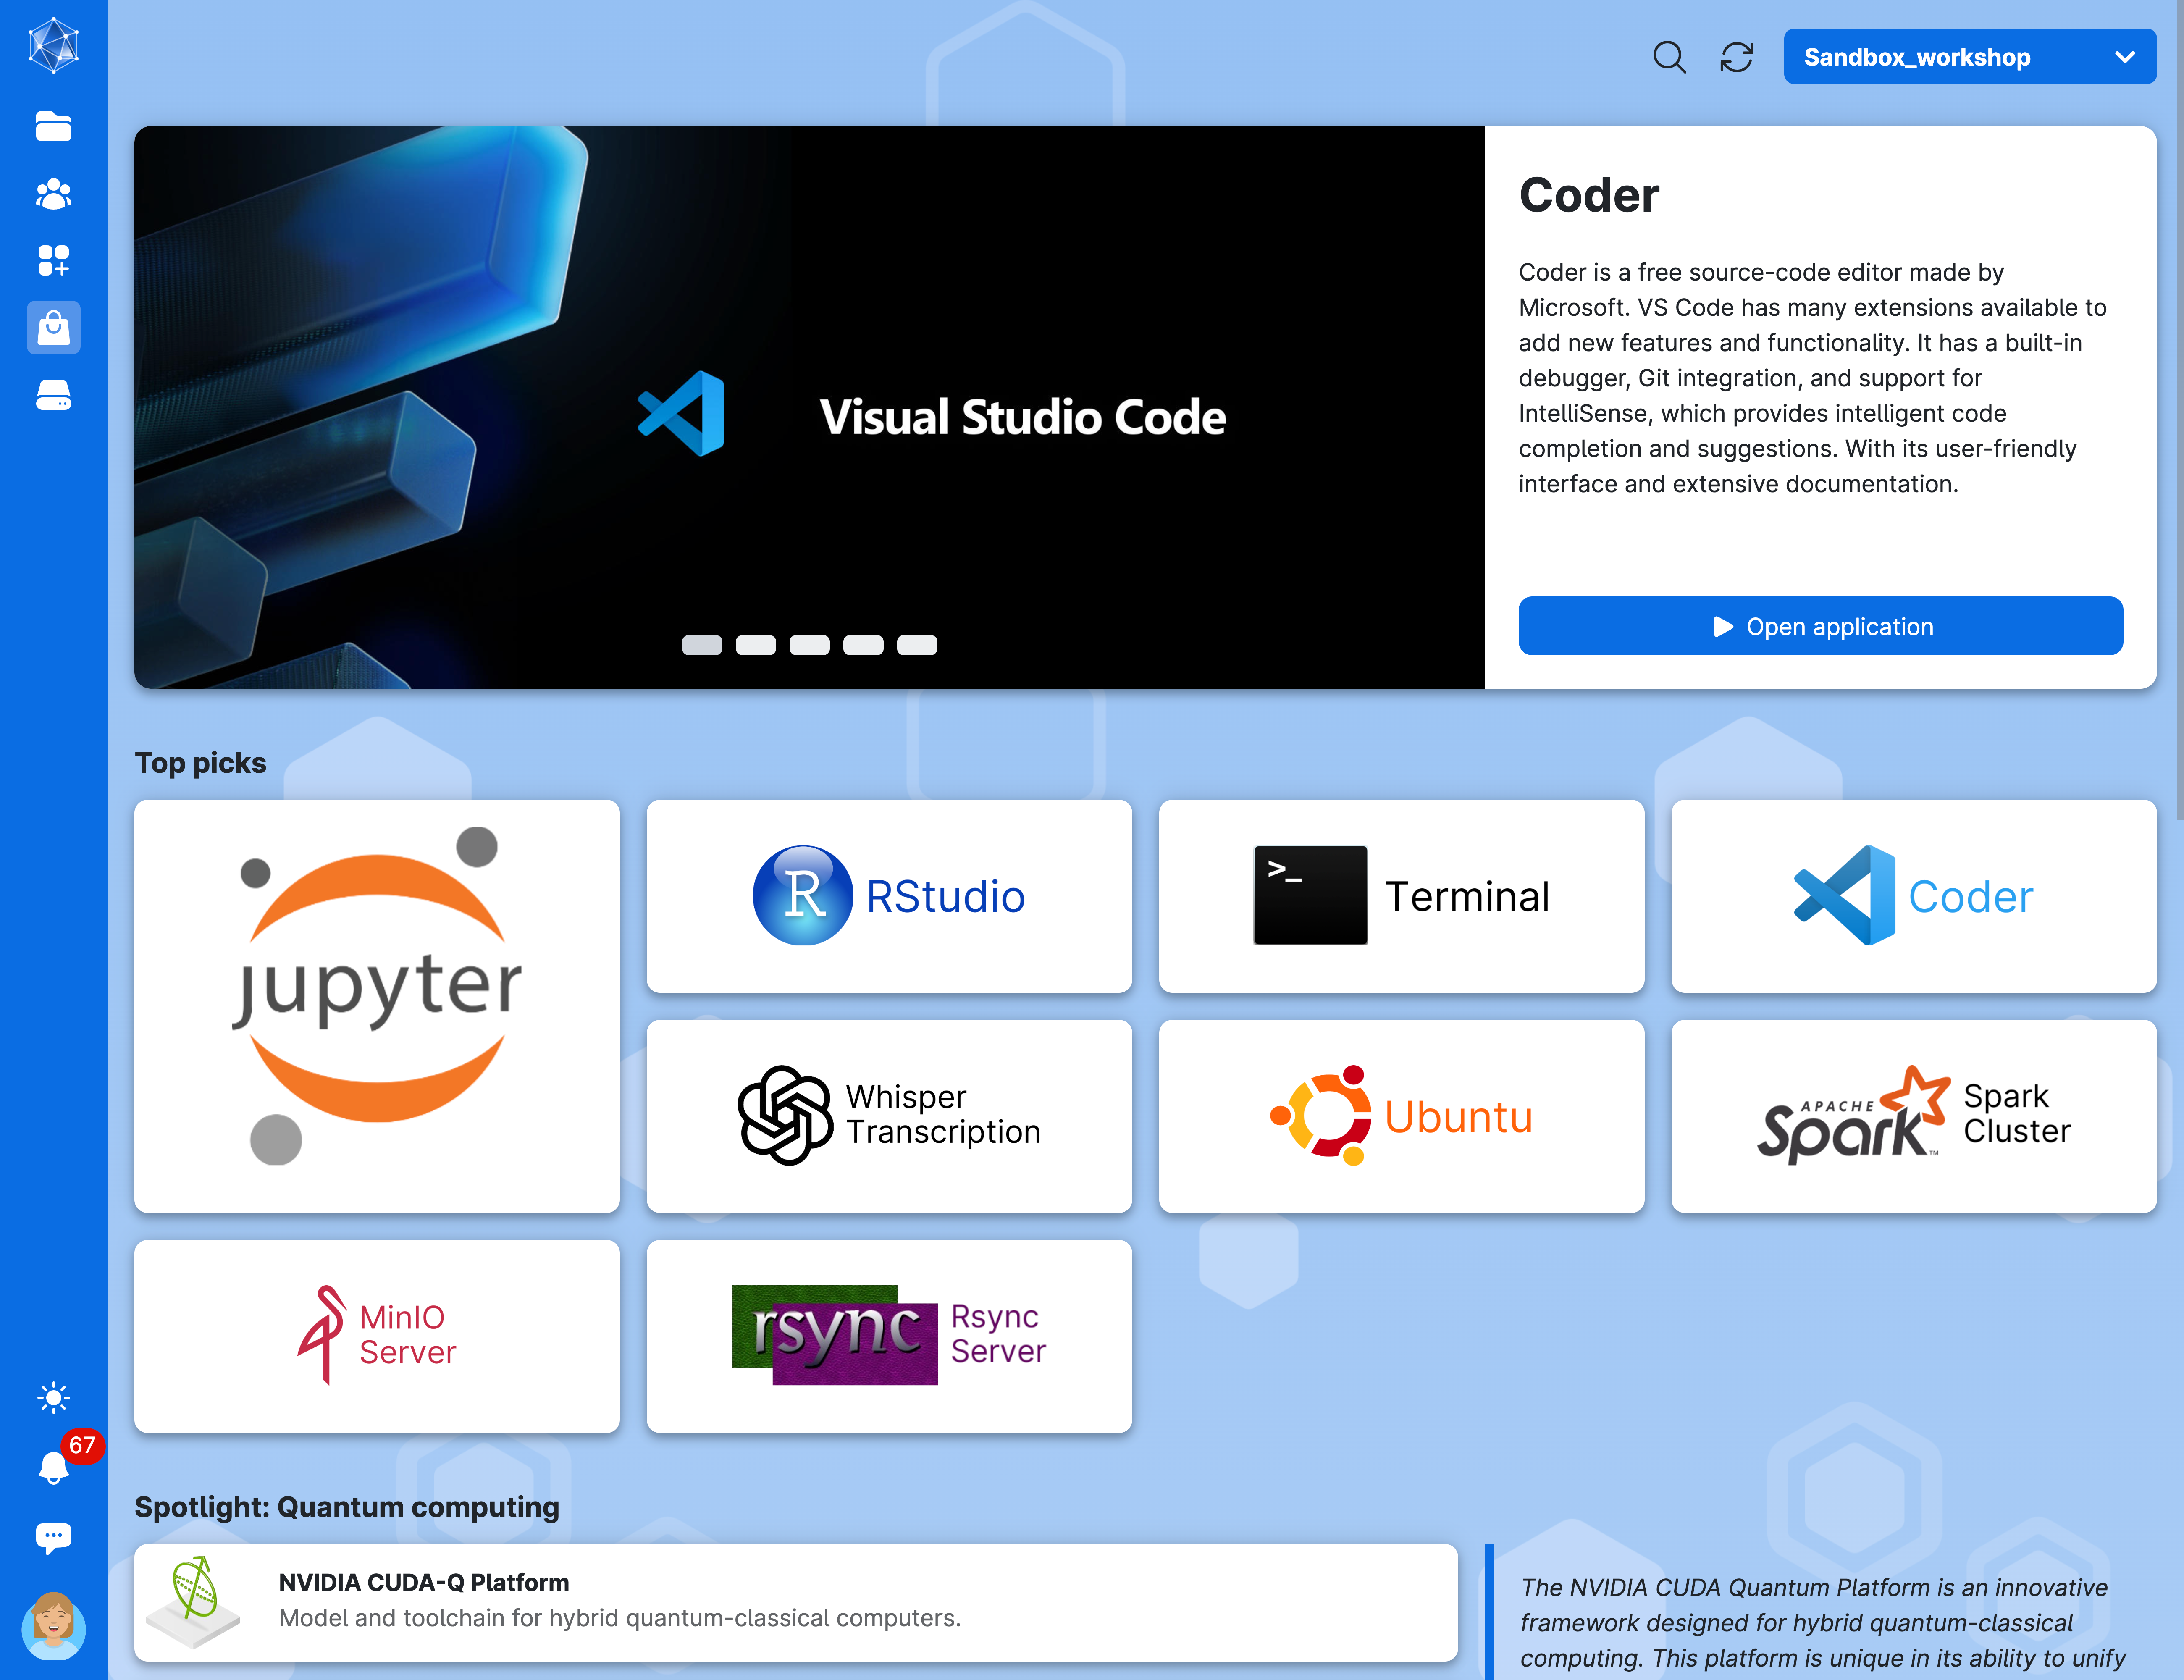 Sandbox_workshop
Visual Studio Code
Coder
Coder is a free source-code editor made by
Microsoft. VS Code has many extensions available to
add new features and functionality. It has a built-in
debugger, Git integration, and support for
IntelliSense, which provides intelligent code
completion and suggestions. With its user-friendly
interface and extensive documentation.
Open application
Top picks
jupyter
R RStudio
>_ Terminal
Coder
Whisper
Transcription
Ubuntu
APACHE
Spark™
Spark
Cluster
MinIO
Server
rsync
Rsync
Server
67
Spotlight: Quantum computing
NVIDIA CUDA-Q Platform
Model and toolchain for hybrid quantum-classical computers.
The NVIDIA CUDA Quantum Platform is an innovative
framework designed for hybrid quantum-classical
computing. This platform is unique in its ability to unify